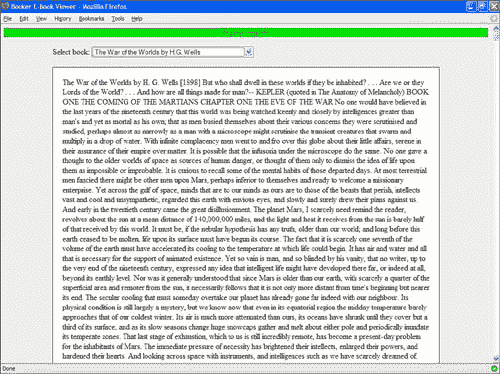 Booker E-Book Viewer - Mozilla Firefox
File Edit View History Bookmarks Tools Help
Select book: The War of the Worlds by H.G. Wells
The War of the Worlds by H. G. Wells [1898] But who shall dwell in these worlds if they be inhabited? . . . Are we or they
Lords of the World? . . . And how are all things made for man?-- KEPLER (quoted in The Anatomy of Melancholy) BOOK
ONE THE COMING OF THE MARTIANS CHAPTER ONE THE EVE OF THE WAR No one would have believed in
the last years of the nineteenth century that this world was being watched keenly and closely by intelligences greater than
man's and yet as mortal as his own; that as men busied themselves about their various concerns they were scrutinised and
studied, perhaps almost as narrowly as a man with a microscope might scrutinise the transient creatures that swarm and
multiply in a drop of water. With infinite complacency men went to and fro over this globe about their little affairs, serene in
their assurance of their empire over matter. It is possible that the infusoria under the microscope do the same. No one gave a
thought to the older worlds of space as sources of human danger, or thought of them only to dismiss the idea of life upon
them as impossible or improbable. It is curious to recall some of the mental habits of those departed days. At most terrestrial
men fancied there might be other men upon Mars, perhaps inferior to themselves and ready to welcome a missionary
enterprise. Yet across the gulf of space, minds that are to our minds as ours are to those of the beasts that perish, intellects
vast and cool and unsympathetic, regarded this earth with envious eyes, and slowly and surely drew their plans against us.
And early in the twentieth century came the great disillusionment. The planet Mars, I scarcely need remind the reader,
revolves about the sun at a mean distance of 140,000,000 miles, and the light and heat it receives from the sun is barely half
of that received by this world. It must be, if the nebular hypothesis has any truth, older than our world; and long before this
earth ceased to be molten, life upon its surface must have begun its course. The fact that it is scarcely one seventh of the
volume of the earth must have accelerated its cooling to the temperature at which life could begin. It has air and water and all
that is necessary for the support of animated existence. Yet so vain is man, and so blinded by his vanity, that no writer, up to
the very end of the nineteenth century, expressed any idea that intelligent life might have developed there far, or indeed at all,
beyond its earthly level. Nor was it generally understood that since Mars is older than our earth, with scarcely a quarter of the
superficial area and remoter from the sun, it necessarily follows that it is not only more distant from time's beginning but nearer
its end. The secular cooling that must someday overtake our planet has already gone far indeed with our neighbour. Its
physical condition is still largely a mystery, but we know now that even in its equatorial region the midday temperature barely
approaches that of our coldest winter. Its air is much more attenuated than ours, its oceans have shrunk until they cover but a
third of its surface, and as its slow seasons change huge snowcaps gather and melt about either pole and periodically inundate
its temperate zones. That last stage of exhaustion, which to us is still incredibly remote, has become a present-day problem
for the inhabitants of Mars. The immediate pressure of necessity has brightened their intellects, enlarged their powers, and
hardened their hearts. And looking across space with instruments, and intelligences such as we have scarcely dreamed of,
Done